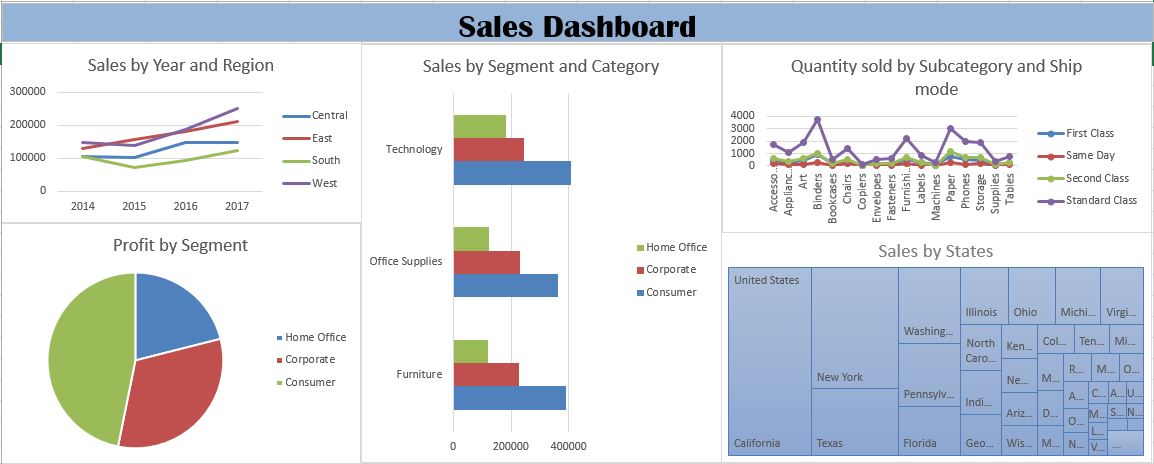 Sales Dashboard
Sales by Year and Region
300000
200000
100000
0
2014 2015 2016 2017
Central
East
South
West
Profit by Segment
Home Office
Corporate
Consumer
Sales by Segment and Category
Technology
Office Supplies
Furniture
0 200000 400000
Home Office
Corporate
Consumer
Quantity sold by Subcategory and Ship
mode
4000
3000
2000
1000
0
Accesso...
Applianc...
Art
Binders
Bookcases
Chairs
Copiers
Envelopes
Fasteners
Furnishi...
Labels
Machines
Paper
Phones
Storage
Supplies
Tables
First Class
Same Day
Second Class
Standard Class
Sales by States
United States
California
New York
Texas
Washing...
Pennsylv...
Florida
Illinois
Ohio
Michi...
Virgi...
North
Caro...
Indi...
Geo...
Ken...
Ne...
Ariz...
Wis...
Col...
Ten...
Mi...
M...
D...
M...
R...
M...
O...
A...
O...
N...
C...
A...
U...
M...
S...
N...
L...
V...
...